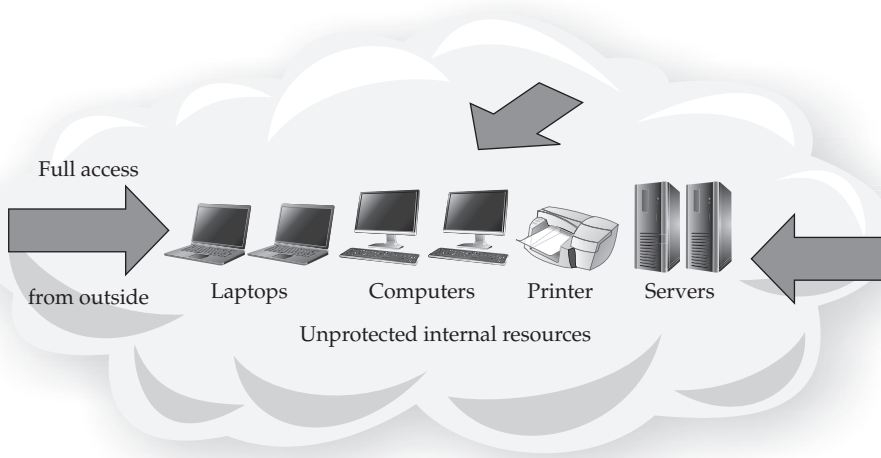 Full access
from outside
Laptops
Computers
Printer
Servers
Unprotected internal resources